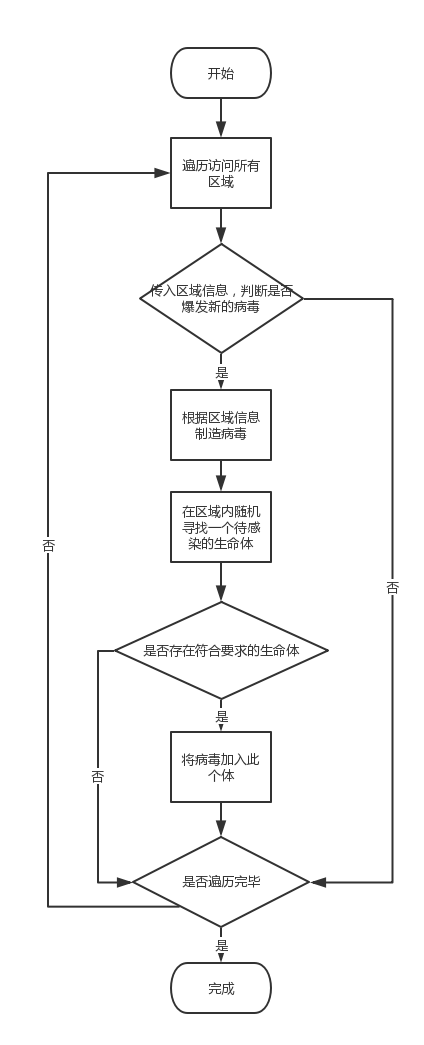 开始
遍历访问所有
区域
传入区域信息，判断是否
爆发新的病毒
是
根据区域信息
制造病毒
在区域内随机
寻找一个待感
染的生命体
否
否
是否存在符合要求的生命体
是
将病毒加入此
个体
否
是否遍历完毕
是
完成